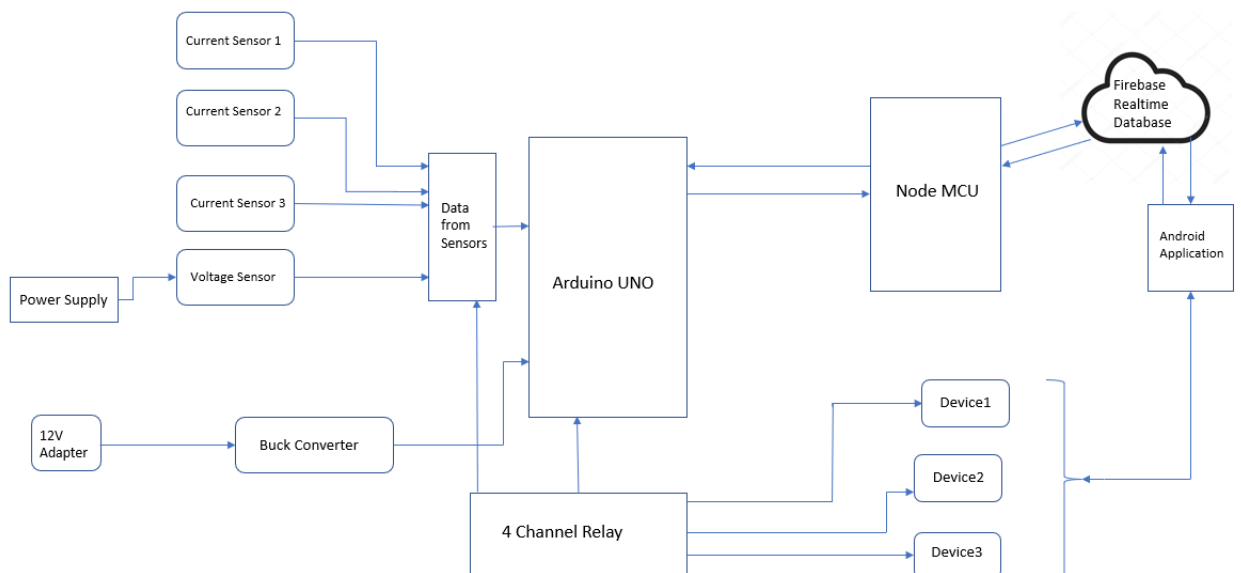 Current Sensor 1
Current Sensor 2
Current Sensor 3
Voltage Sensor
Power Supply
Data
from
Sensors
Arduino UNO
Node MCU
Firebase
Realtime
Database
Android
Application
12V
Adapter
Buck Converter
4 Channel Relay
Device1
Device2
Device3